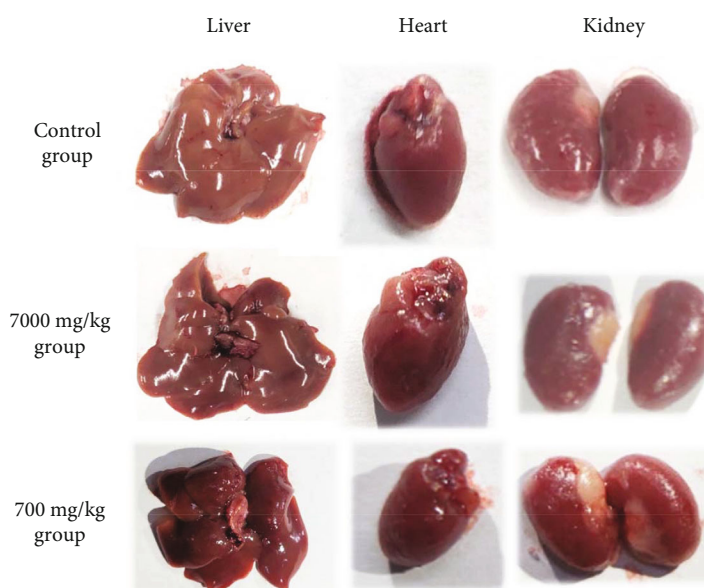 Liver
Heart
Kidney
Control
group
7000 mg/kg
group
700 mg/kg
group